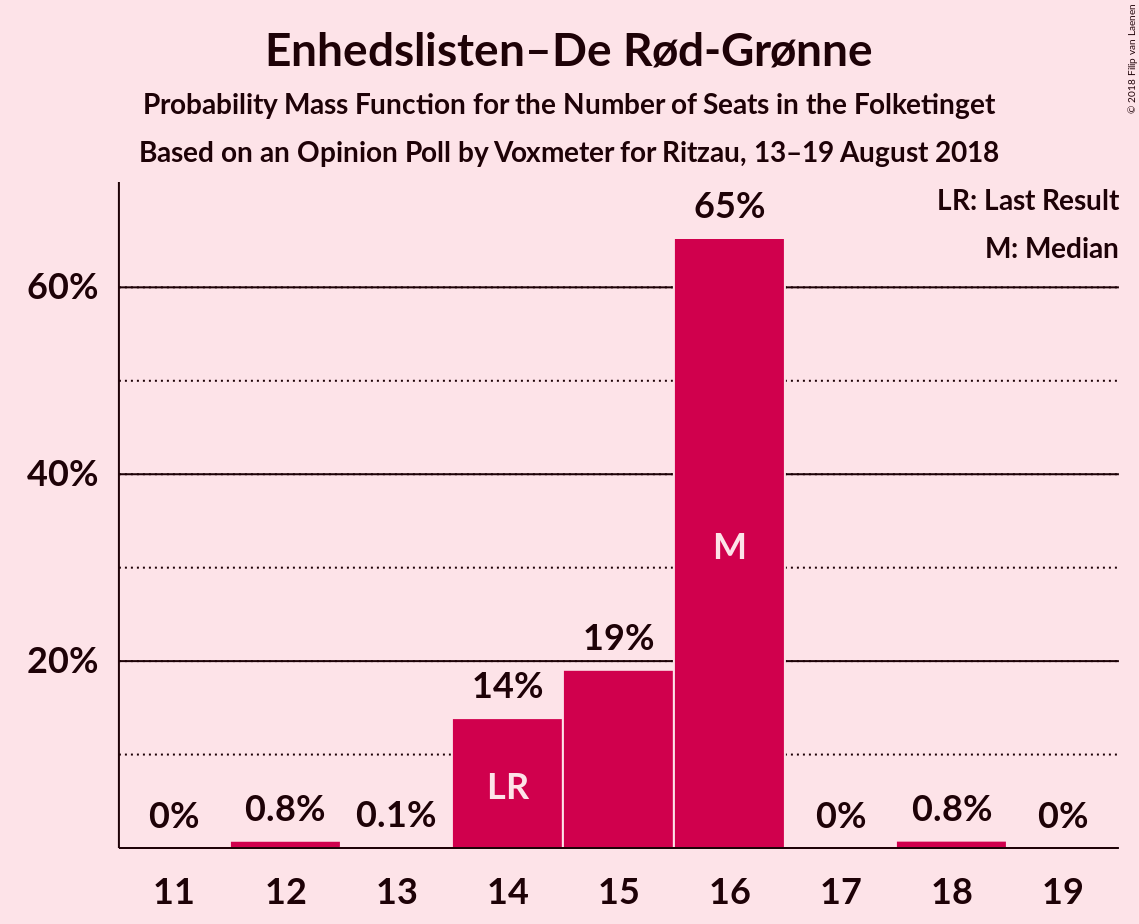 Enhedslisten–De Rød-Grønne
Probability Mass Function for the Number of Seats in the Folketinget
Based on an Opinion Poll by Voxmeter for Ritzau, 13–19 August 2018
© 2018 Filip van Laenen
LR: Last Result
M: Median
60%
40%
20%
0%
0.8%
0.1%
14%
19%
65%
0%
0.8%
0%
LR
M
11 12 13 14 15 16 17 18 19